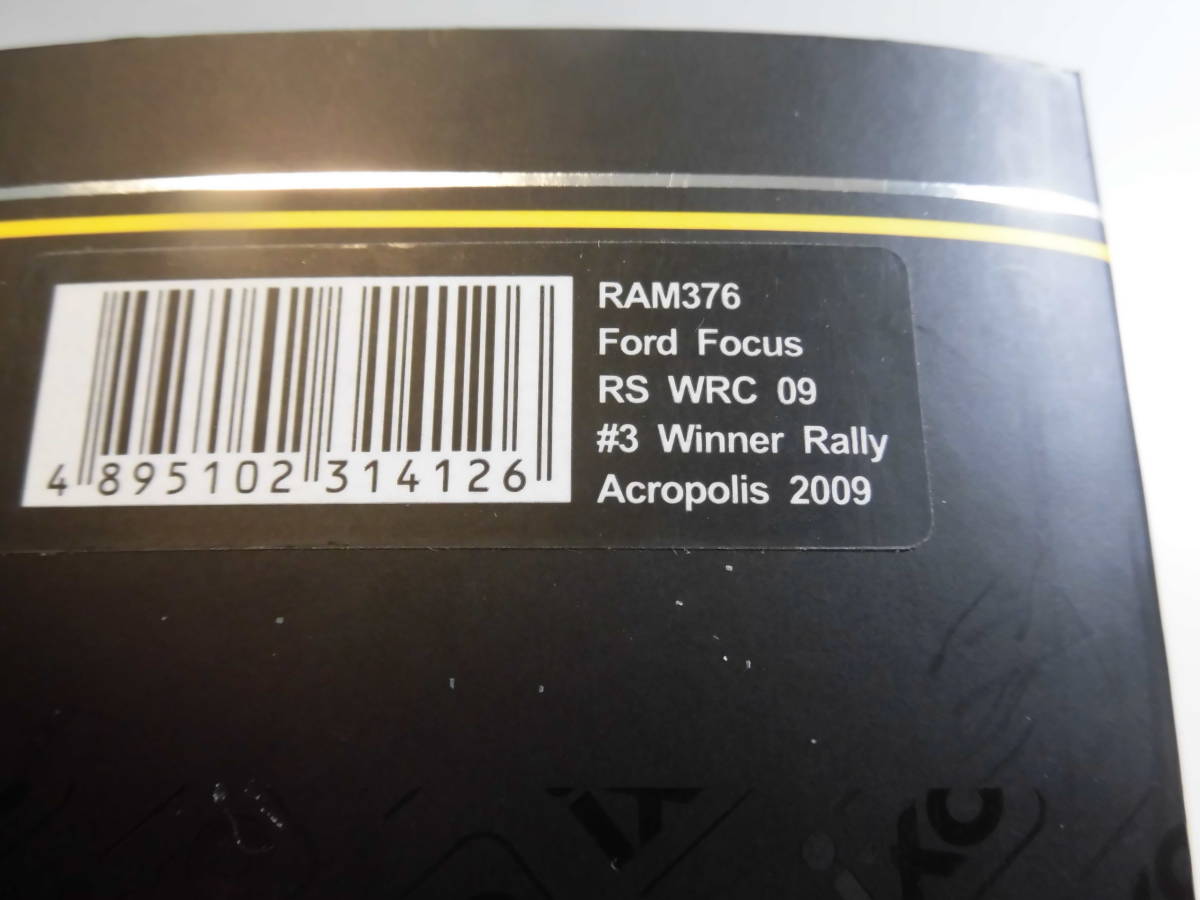 RAM376
Ford Focus
RS WRC 09
#3 Winner Rally
Acropolis 2009
4 895102 314126